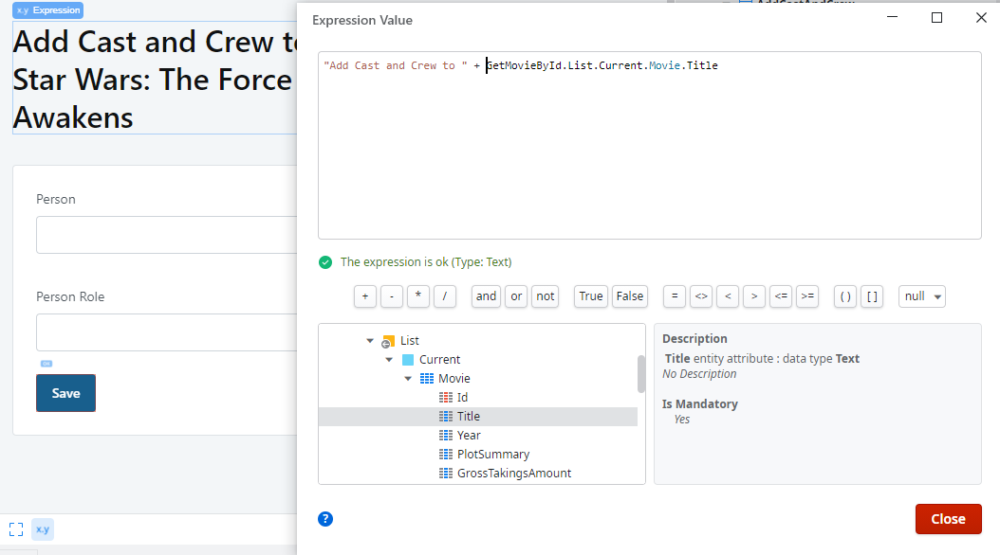 x.y Expression
Add Cast and Crew to
Star Wars: The Force
Awakens
Person
Person Role
Save
x.y
AddCastAndCrew
Expression Value
"Add Cast and Crew to " + GetMovieById.List.Current.Movie.Title
The expression is ok (Type: Text)
+ - * / and or not True False = <> < > <= >= ( ) [ ] null
List
Current
Movie
Id
Title
Year
PlotSummary
GrossTakingsAmount
Description
Title entity attribute : data type Text
No Description
Is Mandatory
Yes
?
Close